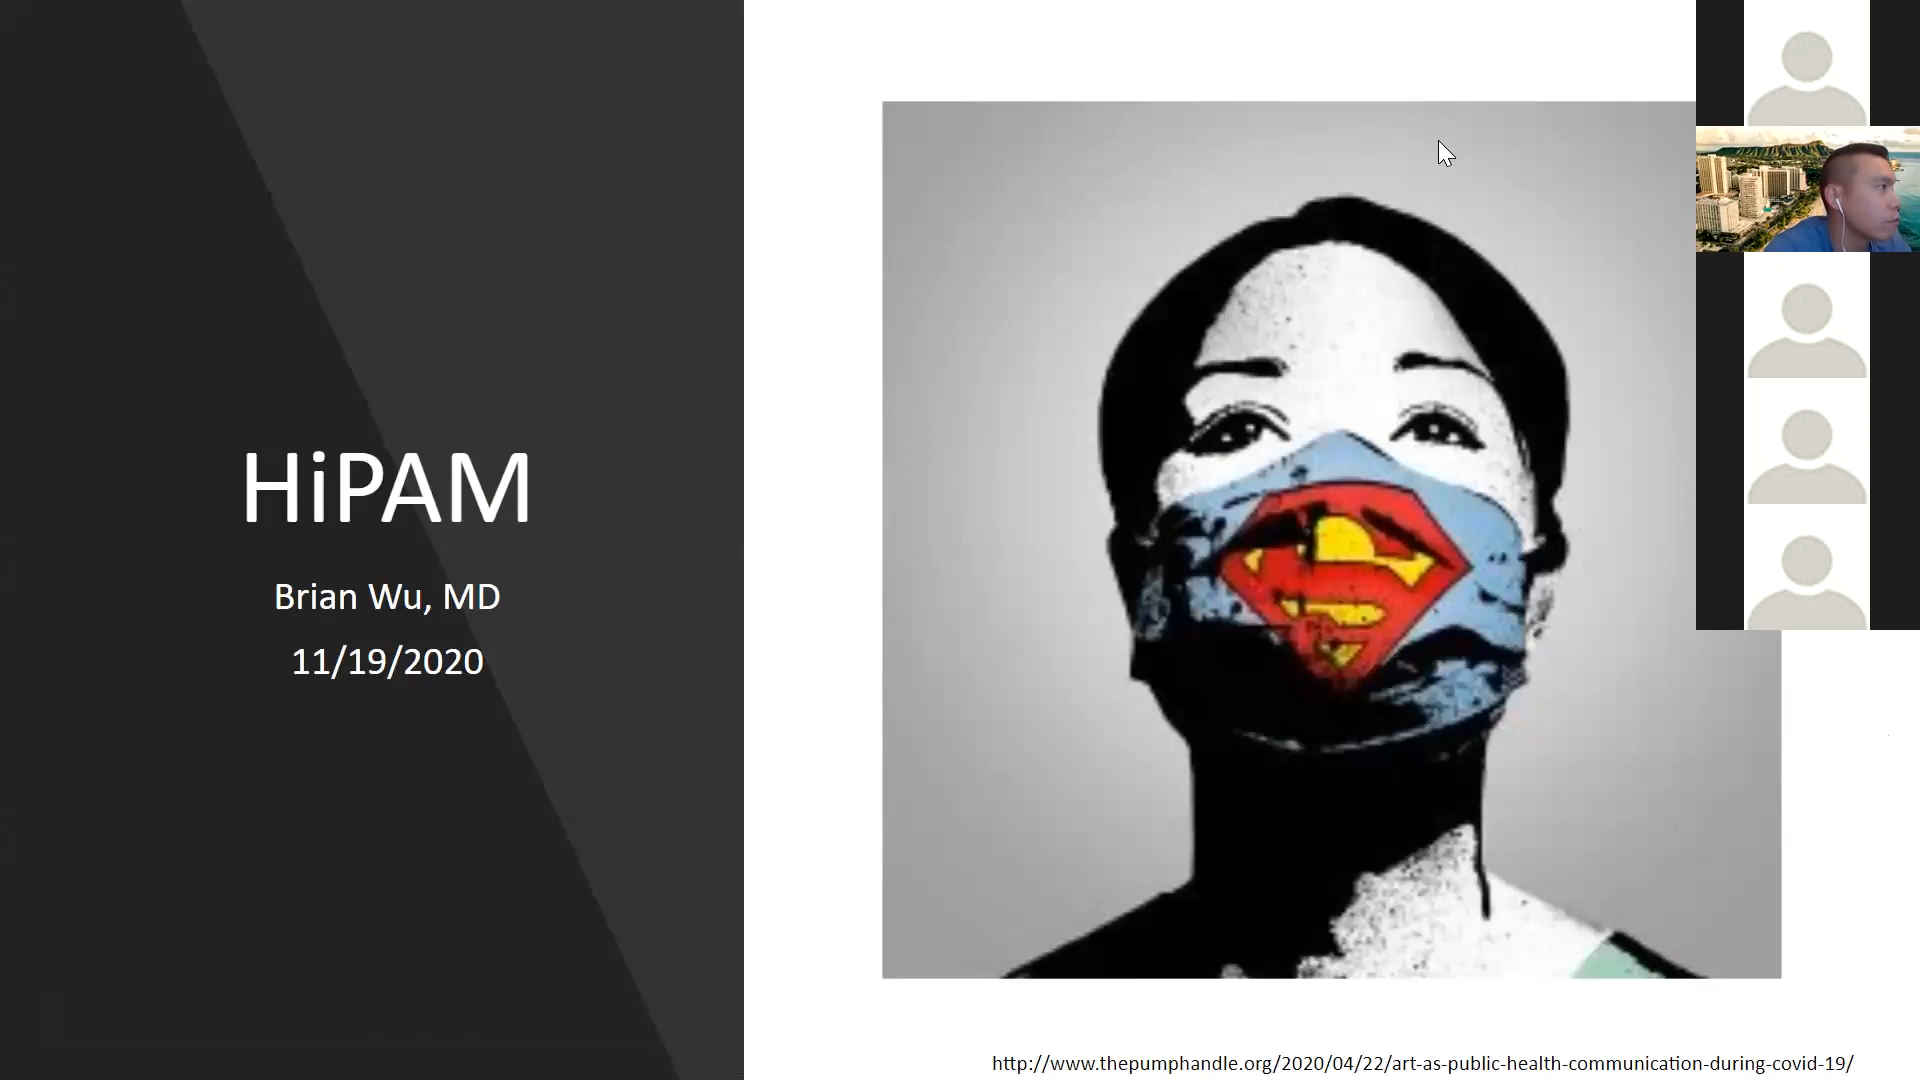 HiPAM
Brian Wu, MD
11/19/2020
http://www.thepumphandle.org/2020/04/22/art-as-public-health-communication-during-covid-19/